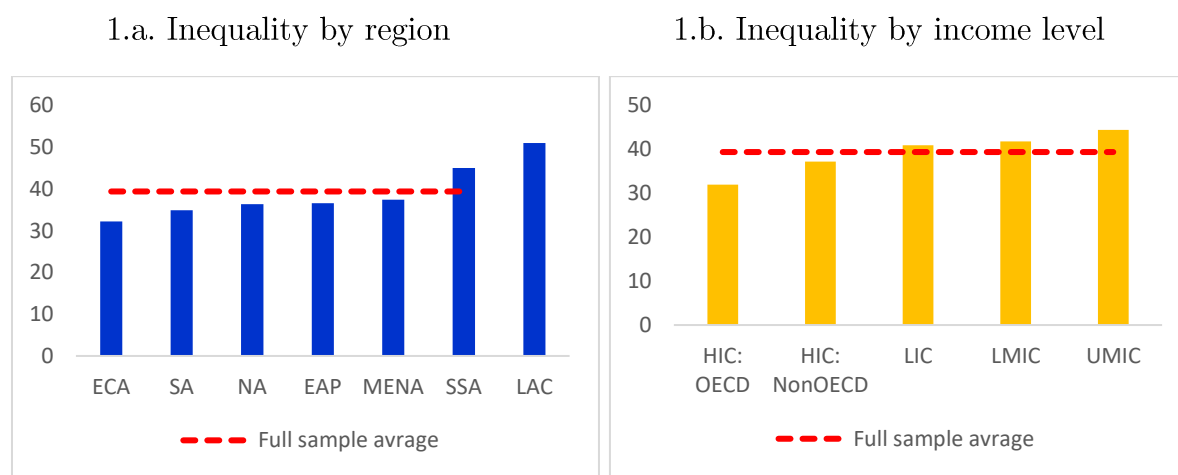 1.a. Inequality by region
60
50
40
30
20
10
0
ECA SA NA EAP MENA SSA LAC
Full sample avrage
1.b. Inequality by income level
50
40
30
20
10
0
HIC: HIC: LIC LMIC UMIC
OECD NonOECD
Full sample avrage